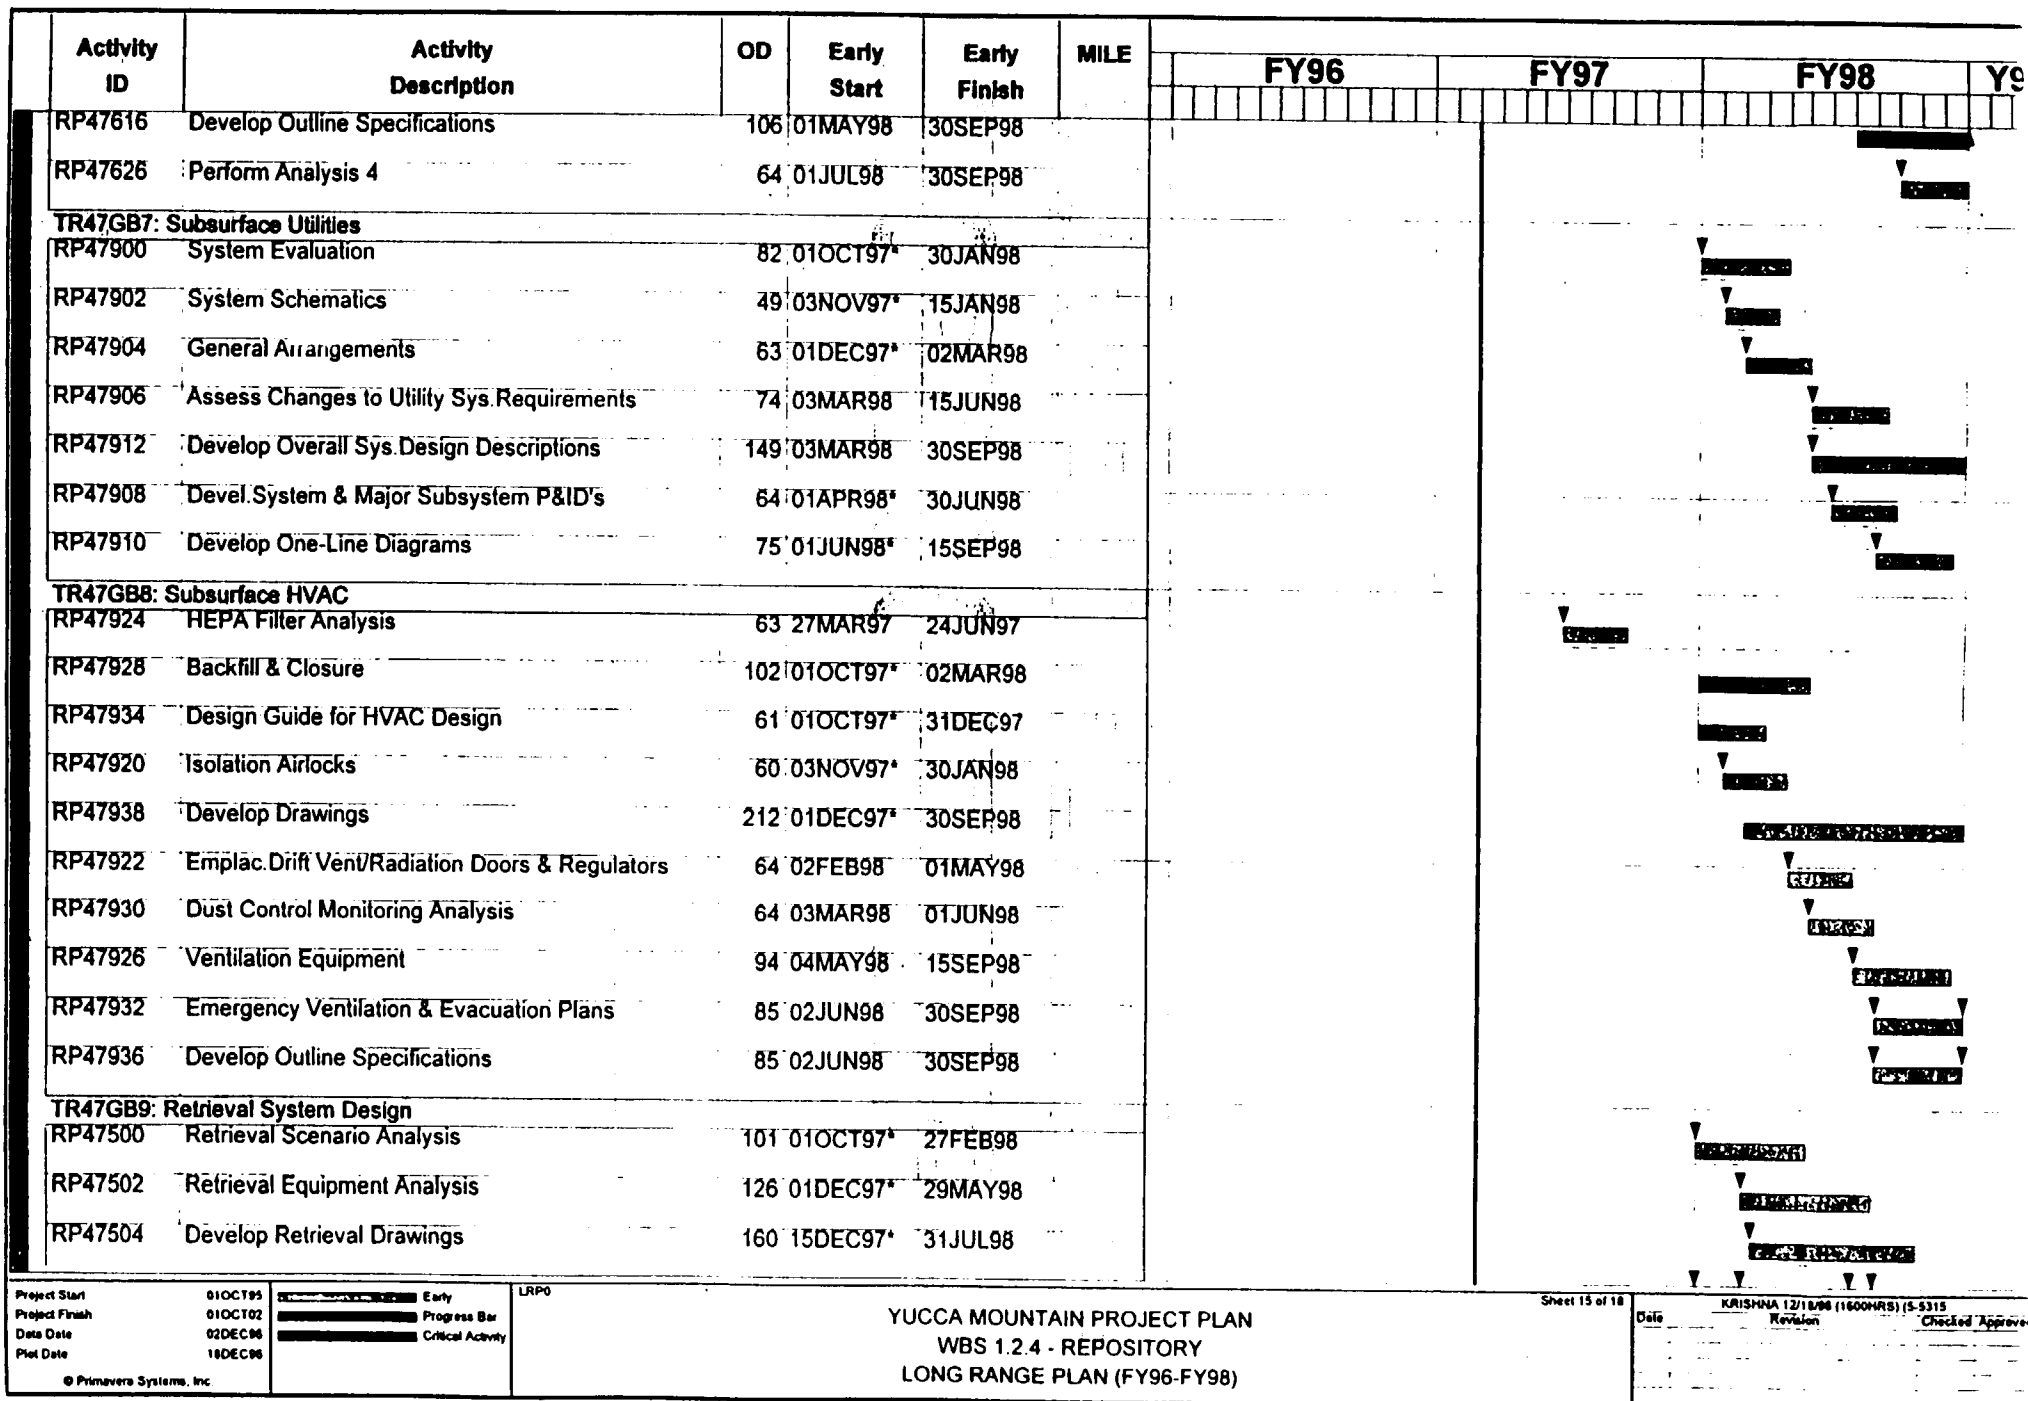 Activity ID Activity Description OD Early Start Early Finish MILE
FY96 FY97 FY98 Y9
RP47616 Develop Outline Specifications 106 01MAY98 30SEP98
RP47626 Perform Analysis 4 64 01JUL98 30SEP98
TR47GB7: Subsurface Utilities
RP47900 System Evaluation 82 01OCT97* 30JAN98
RP47902 System Schematics 49 03NOV97* 15JAN98
RP47904 General Arrangements 63 01DEC97* 02MAR98
RP47906 Assess Changes to Utility Sys.Requirements 74 03MAR98 15JUN98
RP47912 Develop Overall Sys.Design Descriptions 149 03MAR98 30SEP98
RP47908 Devel.System & Major Subsystem P&ID's 64 01APR98* 30JUN98
RP47910 Develop One-Line Diagrams 75 01JUN98* 15SEP98
TR47GB8: Subsurface HVAC
RP47924 HEPA Filter Analysis 63 27MAR97 24JUN97
RP47928 Backfill & Closure 102 01OCT97* 02MAR98
RP47934 Design Guide for HVAC Design 61 01OCT97* 31DEC97
RP47920 Isolation Airlocks 60 03NOV97* 30JAN98
RP47938 Develop Drawings 212 01DEC97* 30SEP98
RP47922 Emplac.Drift Vent/Radiation Doors & Regulators 64 02FEB98 01MAY98
RP47930 Dust Control Monitoring Analysis 64 03MAR98 01JUN98
RP47926 Ventilation Equipment 94 04MAY98 15SEP98
RP47932 Emergency Ventilation & Evacuation Plans 85 02JUN98 30SEP98
RP47936 Develop Outline Specifications 85 02JUN98 30SEP98
TR47GB9: Retrieval System Design
RP47500 Retrieval Scenario Analysis 101 01OCT97* 27FEB98
RP47502 Retrieval Equipment Analysis 126 01DEC97* 29MAY98
RP47504 Develop Retrieval Drawings 160 15DEC97* 31JUL98
Project Start 01OCT95
Project Finish 01OCT02
Data Date 02DEC96
Plot Date 18DEC96
© Primavera Systems, Inc.
Early
Progress Bar
Critical Activity
LRP0
YUCCA MOUNTAIN PROJECT PLAN
WBS 1.2.4 - REPOSITORY
LONG RANGE PLAN (FY96-FY98)
Sheet 15 of 18
KRISHNA 12/18/96 (1600HRS) (S-5315
Date Revision Checked Approve